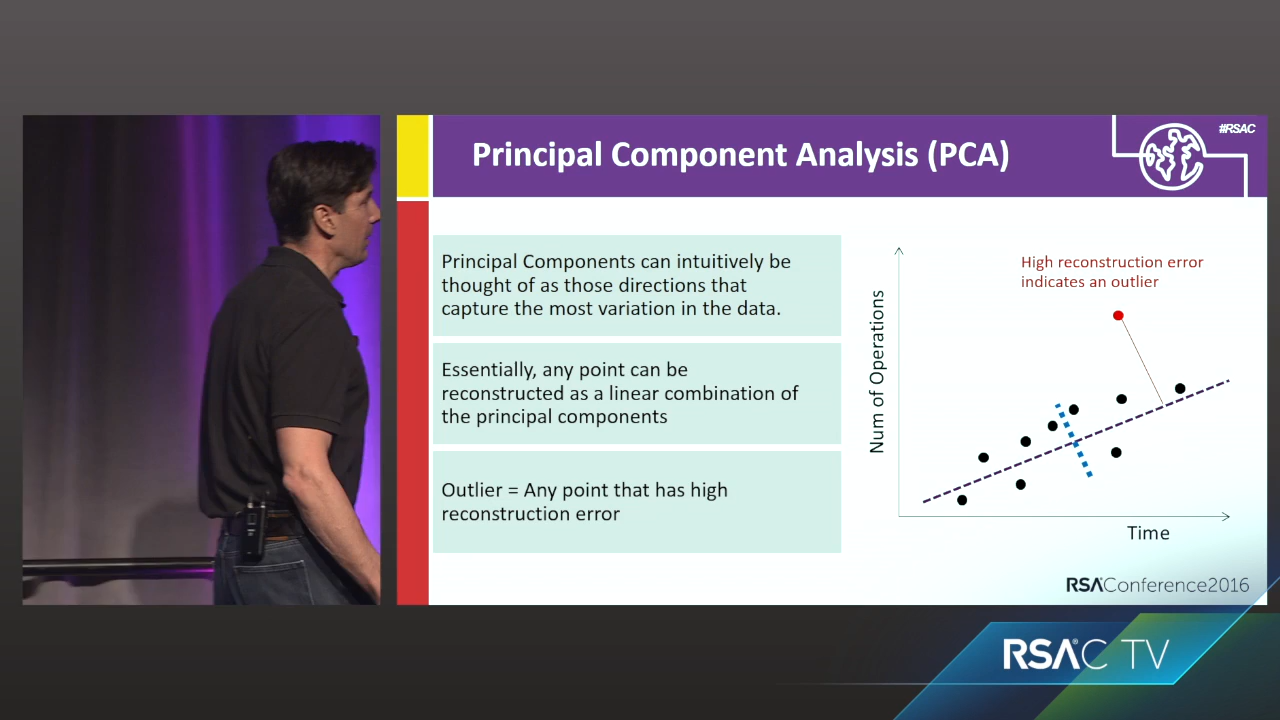 Principal Component Analysis (PCA)
#RSAC
Principal Components can intuitively be
thought of as those directions that
capture the most variation in the data.
Essentially, any point can be
reconstructed as a linear combination of
the principal components
Outlier = Any point that has high
reconstruction error
High reconstruction error
indicates an outlier
Num of Operations
Time
RSAConference2016
RSAC TV